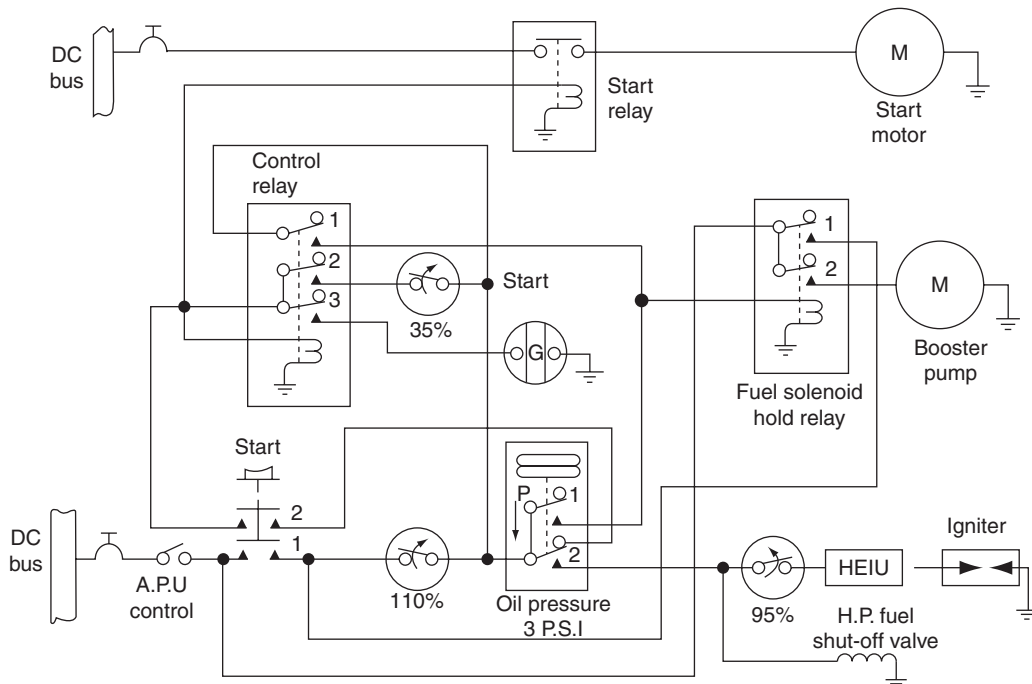 DC
bus
M
Start
relay
Start
motor
Control
relay
1
2
3
35%
Start
G
1
2
M
Booster
pump
Fuel solenoid
hold relay
Start
2
1
DC
bus
A.P.U
control
110%
P
1
2
Oil pressure
3 P.S.I
95%
HEIU
Igniter
H.P. fuel
shut-off valve